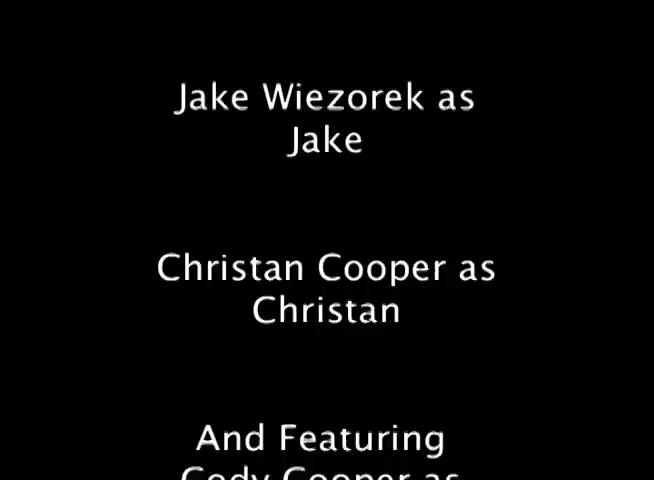 Jake Wiezorek as
Jake
Christan Cooper as
Christan
And Featuring
Cody Cooper as